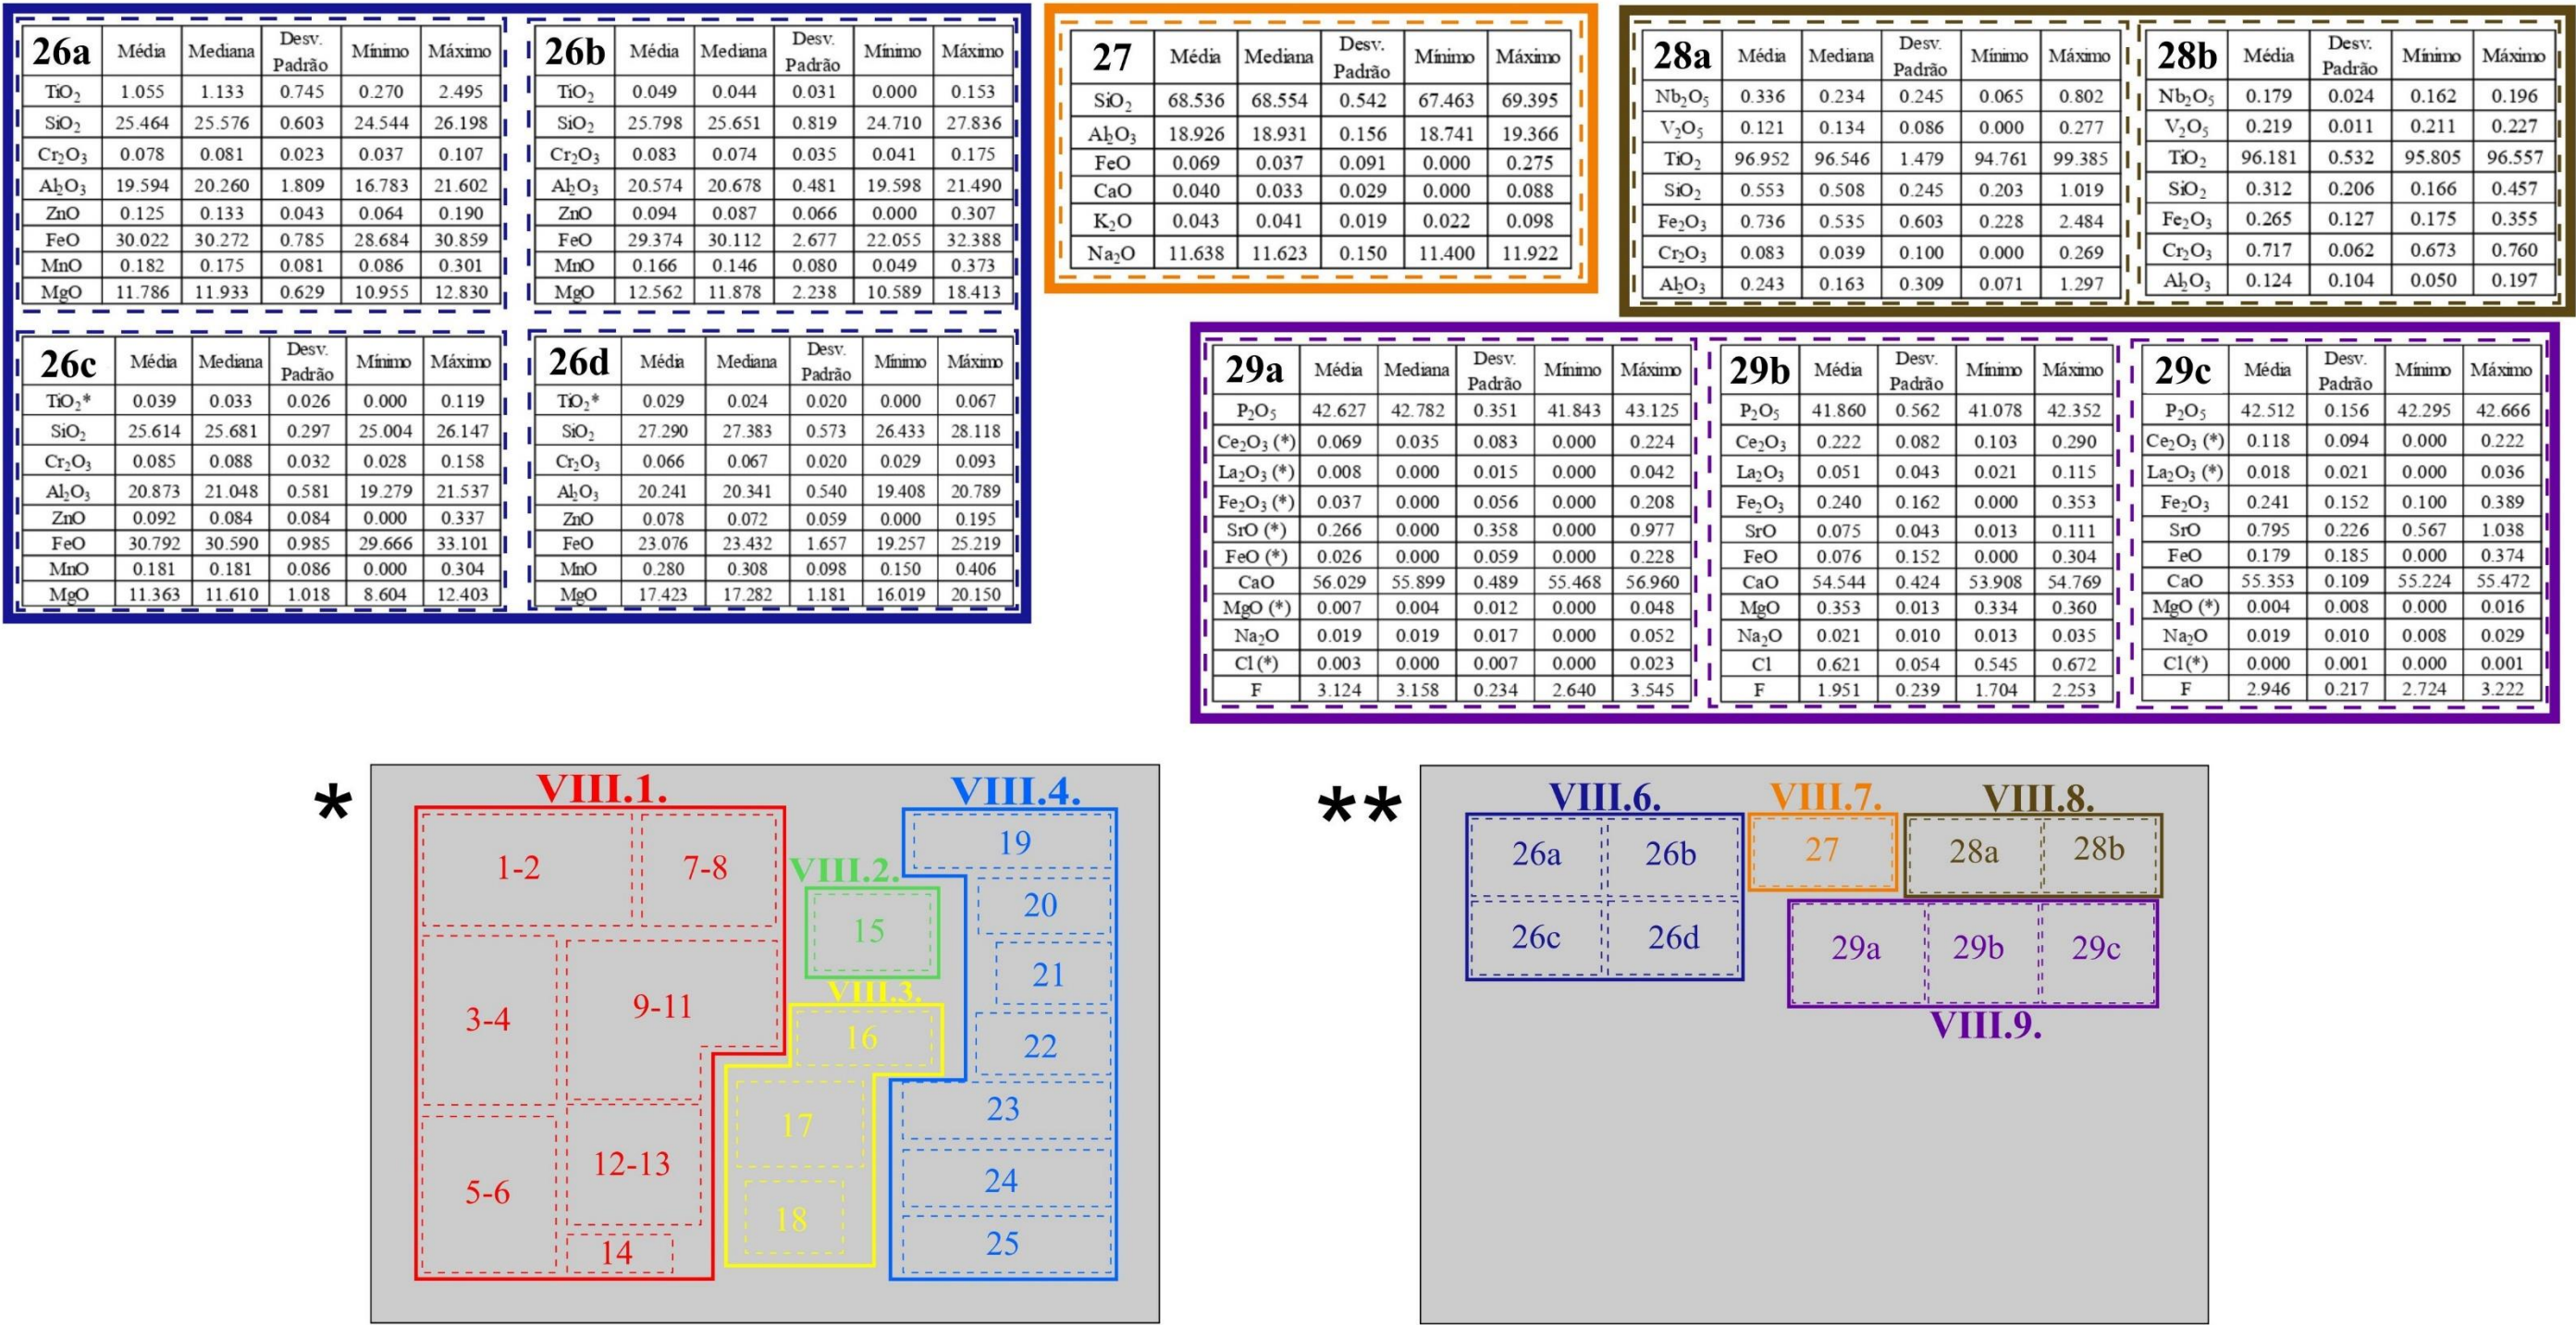 26a Média Mediana Desv. Padrão Mínimo Máximo
TiO₂ 1.055 1.133 0.745 0.270 2.495
SiO₂ 25.464 25.576 0.603 24.544 26.198
Cr₂O₃ 0.078 0.081 0.023 0.037 0.107
Al₂O₃ 19.594 20.260 1.809 16.783 21.602
ZnO 0.125 0.133 0.043 0.064 0.190
FeO 30.022 30.272 0.785 28.684 30.859
MnO 0.182 0.175 0.081 0.086 0.301
MgO 11.786 11.933 0.629 10.955 12.830
26b Média Mediana Desv. Padrão Mínimo Máximo
TiO₂ 0.049 0.044 0.031 0.000 0.153
SiO₂ 25.798 25.651 0.819 24.710 27.836
Cr₂O₃ 0.083 0.074 0.035 0.041 0.175
Al₂O₃ 20.574 20.678 0.481 19.598 21.490
ZnO 0.094 0.087 0.066 0.000 0.307
FeO 29.374 30.112 2.677 22.055 32.388
MnO 0.166 0.146 0.080 0.049 0.373
MgO 12.562 11.878 2.238 10.589 18.413
26c Média Mediana Desv. Padrão Mínimo Máximo
TiO₂* 0.039 0.033 0.026 0.000 0.119
SiO₂ 25.614 25.681 0.297 25.004 26.147
Cr₂O₃ 0.085 0.088 0.032 0.028 0.158
Al₂O₃ 20.873 21.048 0.581 19.279 21.537
ZnO 0.092 0.084 0.084 0.000 0.337
FeO 30.792 30.590 0.985 29.666 33.101
MnO 0.181 0.181 0.086 0.000 0.304
MgO 11.363 11.610 1.018 8.604 12.403
26d Média Mediana Desv. Padrão Mínimo Máximo
TiO₂* 0.029 0.024 0.020 0.000 0.067
SiO₂ 27.290 27.383 0.573 26.433 28.118
Cr₂O₃ 0.066 0.067 0.020 0.029 0.093
Al₂O₃ 20.241 20.341 0.540 19.408 20.789
ZnO 0.078 0.072 0.059 0.000 0.195
FeO 23.076 23.432 1.657 19.257 25.219
MnO 0.280 0.308 0.098 0.150 0.406
MgO 17.423 17.282 1.181 16.019 20.150
27 Média Mediana Desv. Padrão Mínimo Máximo
SiO₂ 68.536 68.554 0.542 67.463 69.395
Al₂O₃ 18.926 18.931 0.156 18.741 19.366
FeO 0.069 0.037 0.091 0.000 0.275
CaO 0.040 0.033 0.029 0.000 0.088
K₂O 0.043 0.041 0.019 0.022 0.098
Na₂O 11.638 11.623 0.150 11.400 11.922
28a Média Mediana Desv. Padrão Mínimo Máximo
Nb₂O₅ 0.336 0.234 0.245 0.065 0.802
V₂O₅ 0.121 0.134 0.086 0.000 0.277
TiO₂ 96.952 96.546 1.479 94.761 99.385
SiO₂ 0.553 0.508 0.245 0.203 1.019
Fe₂O₃ 0.736 0.535 0.603 0.228 2.484
Cr₂O₃ 0.083 0.039 0.100 0.000 0.269
Al₂O₃ 0.243 0.163 0.309 0.071 1.297
28b Média Desv. Padrão Mínimo Máximo
Nb₂O₅ 0.179 0.024 0.162 0.196
V₂O₅ 0.219 0.011 0.211 0.227
TiO₂ 96.181 0.532 95.805 96.557
SiO₂ 0.312 0.206 0.166 0.457
Fe₂O₃ 0.265 0.127 0.175 0.355
Cr₂O₃ 0.717 0.062 0.673 0.760
Al₂O₃ 0.124 0.104 0.050 0.197
29a Média Mediana Desv. Padrão Mínimo Máximo
P₂O₅ 42.627 42.782 0.351 41.843 43.125
Ce₂O₃ (*) 0.069 0.035 0.083 0.000 0.224
La₂O₃ (*) 0.008 0.000 0.015 0.000 0.042
Fe₂O₃ (*) 0.037 0.000 0.056 0.000 0.208
SrO (*) 0.266 0.000 0.358 0.000 0.977
FeO (*) 0.026 0.000 0.059 0.000 0.228
CaO 56.029 55.899 0.489 55.468 56.960
MgO (*) 0.007 0.004 0.012 0.000 0.048
Na₂O 0.019 0.019 0.017 0.000 0.052
Cl (*) 0.003 0.000 0.007 0.000 0.023
F 3.124 3.158 0.234 2.640 3.545
29b Média Desv. Padrão Mínimo Máximo
P₂O₅ 41.860 0.562 41.078 42.352
Ce₂O₃ 0.222 0.082 0.103 0.290
La₂O₃ 0.051 0.043 0.021 0.115
Fe₂O₃ 0.240 0.162 0.000 0.353
SrO 0.075 0.043 0.013 0.111
FeO 0.076 0.152 0.000 0.304
CaO 54.544 0.424 53.908 54.769
MgO 0.353 0.013 0.334 0.360
Na₂O 0.021 0.010 0.013 0.035
Cl 0.621 0.054 0.545 0.672
F 1.951 0.239 1.704 2.253
29c Média Desv. Padrão Mínimo Máximo
P₂O₅ 42.512 0.156 42.295 42.666
Ce₂O₃ (*) 0.118 0.094 0.000 0.222
La₂O₃ (*) 0.018 0.021 0.000 0.036
Fe₂O₃ 0.241 0.152 0.100 0.389
SrO 0.795 0.226 0.567 1.038
FeO 0.179 0.185 0.000 0.374
CaO 55.353 0.109 55.224 55.472
MgO (*) 0.004 0.008 0.000 0.016
Na₂O 0.019 0.010 0.008 0.029
Cl(*) 0.000 0.001 0.000 0.001
F 2.946 0.217 2.724 3.222
*
VIII.1.
1-2
7-8
3-4
9-11
5-6
12-13
14
VIII.2.
15
VIII.3.
16
17
18
VIII.4.
19
20
21
22
23
24
25
**
VIII.6.
26a
26b
26c
26d
VIII.7.
27
VIII.8.
28a
28b
29a
29b
29c
VIII.9.